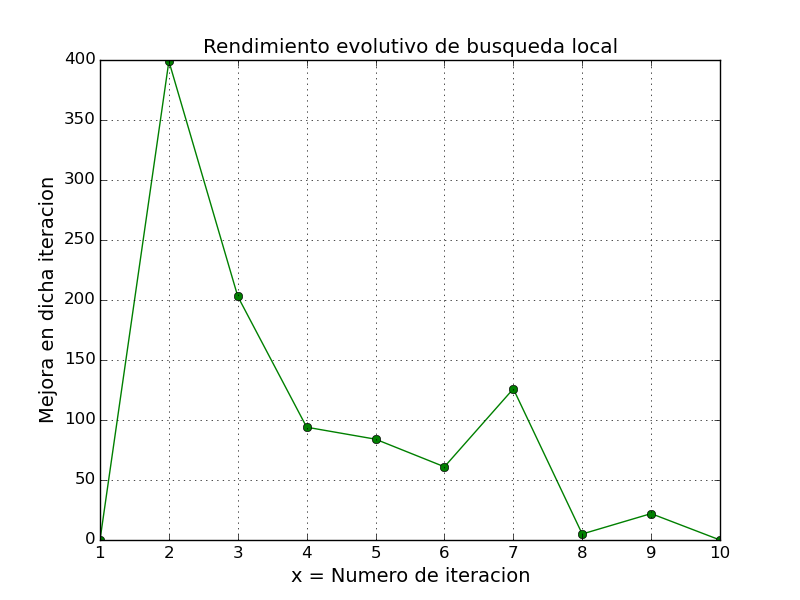 Rendimiento evolutivo de busqueda local
400
350
300
250
200
150
100
50
0
Mejora en dicha iteracion
1 2 3 4 5 6 7 8 9 10
x = Numero de iteracion